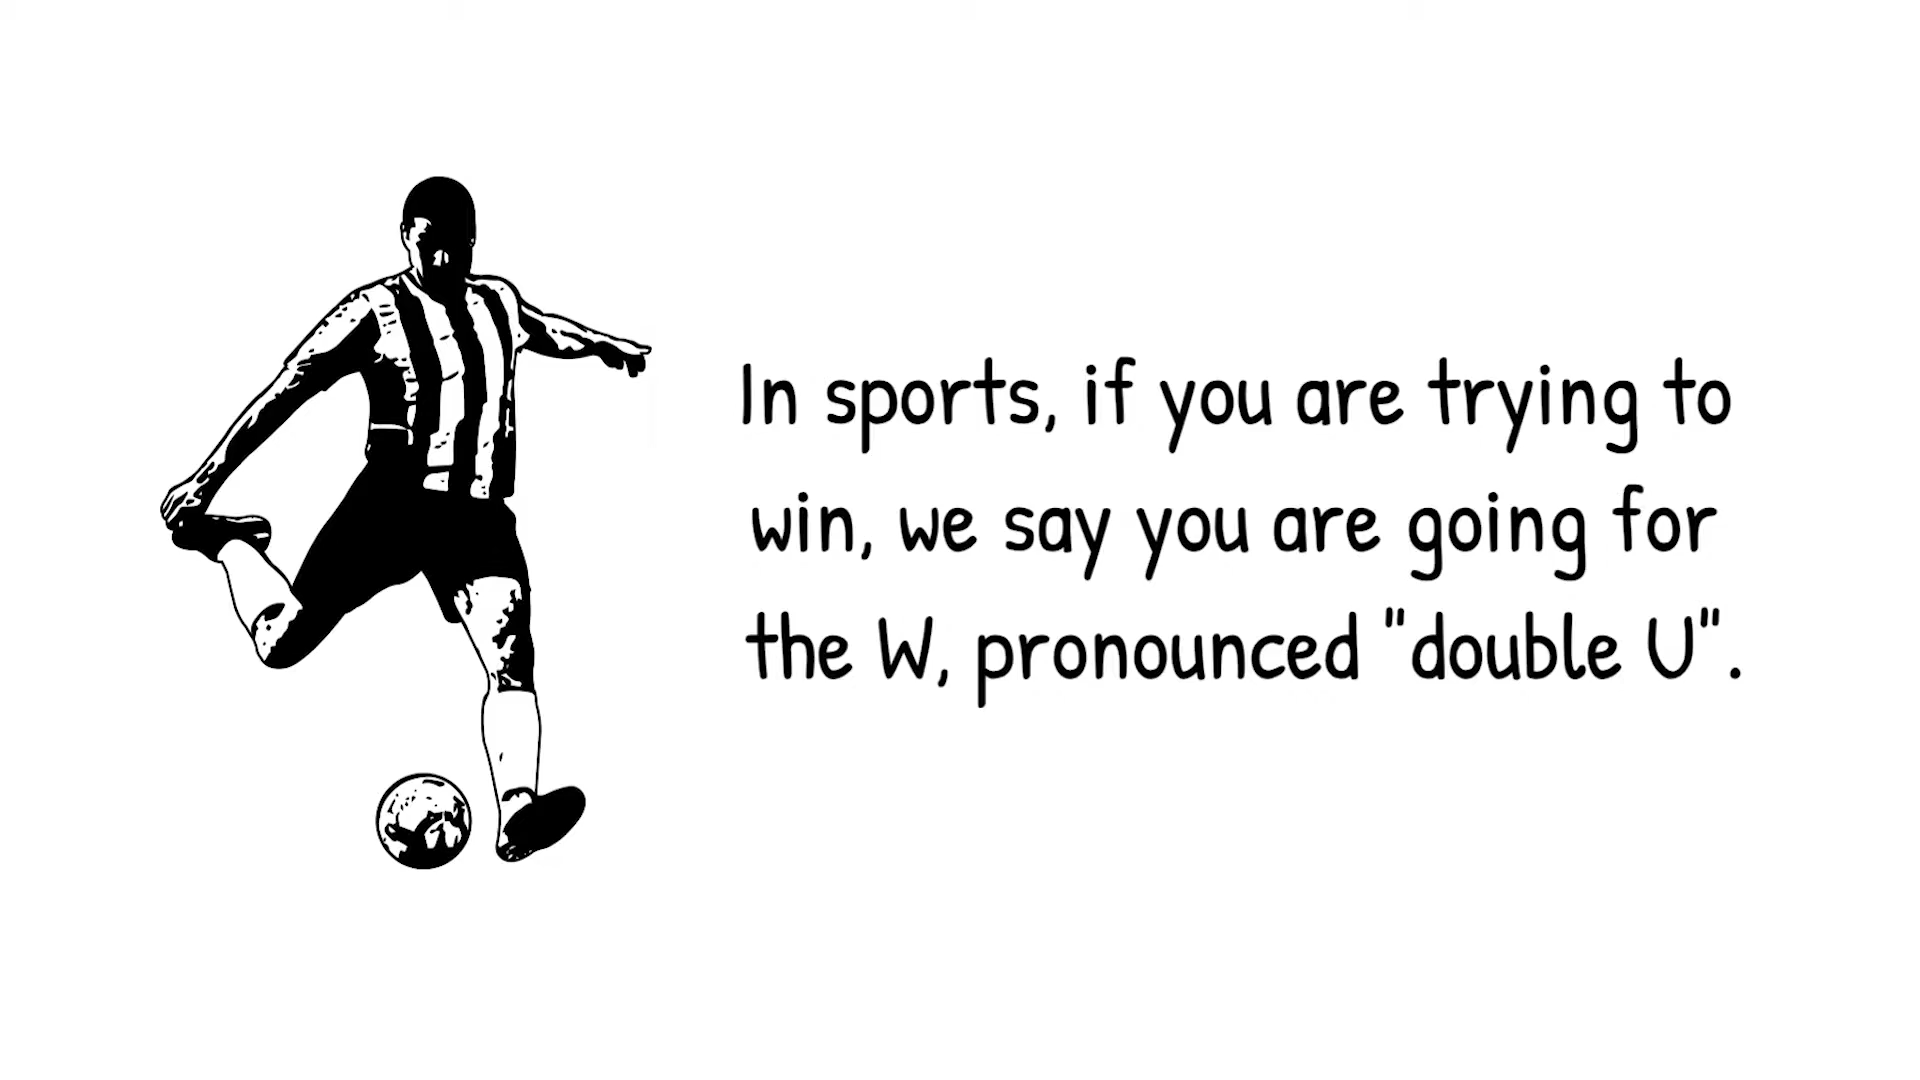 In sports, if you are trying to
win, we say you are going for
the W, pronounced "double U".